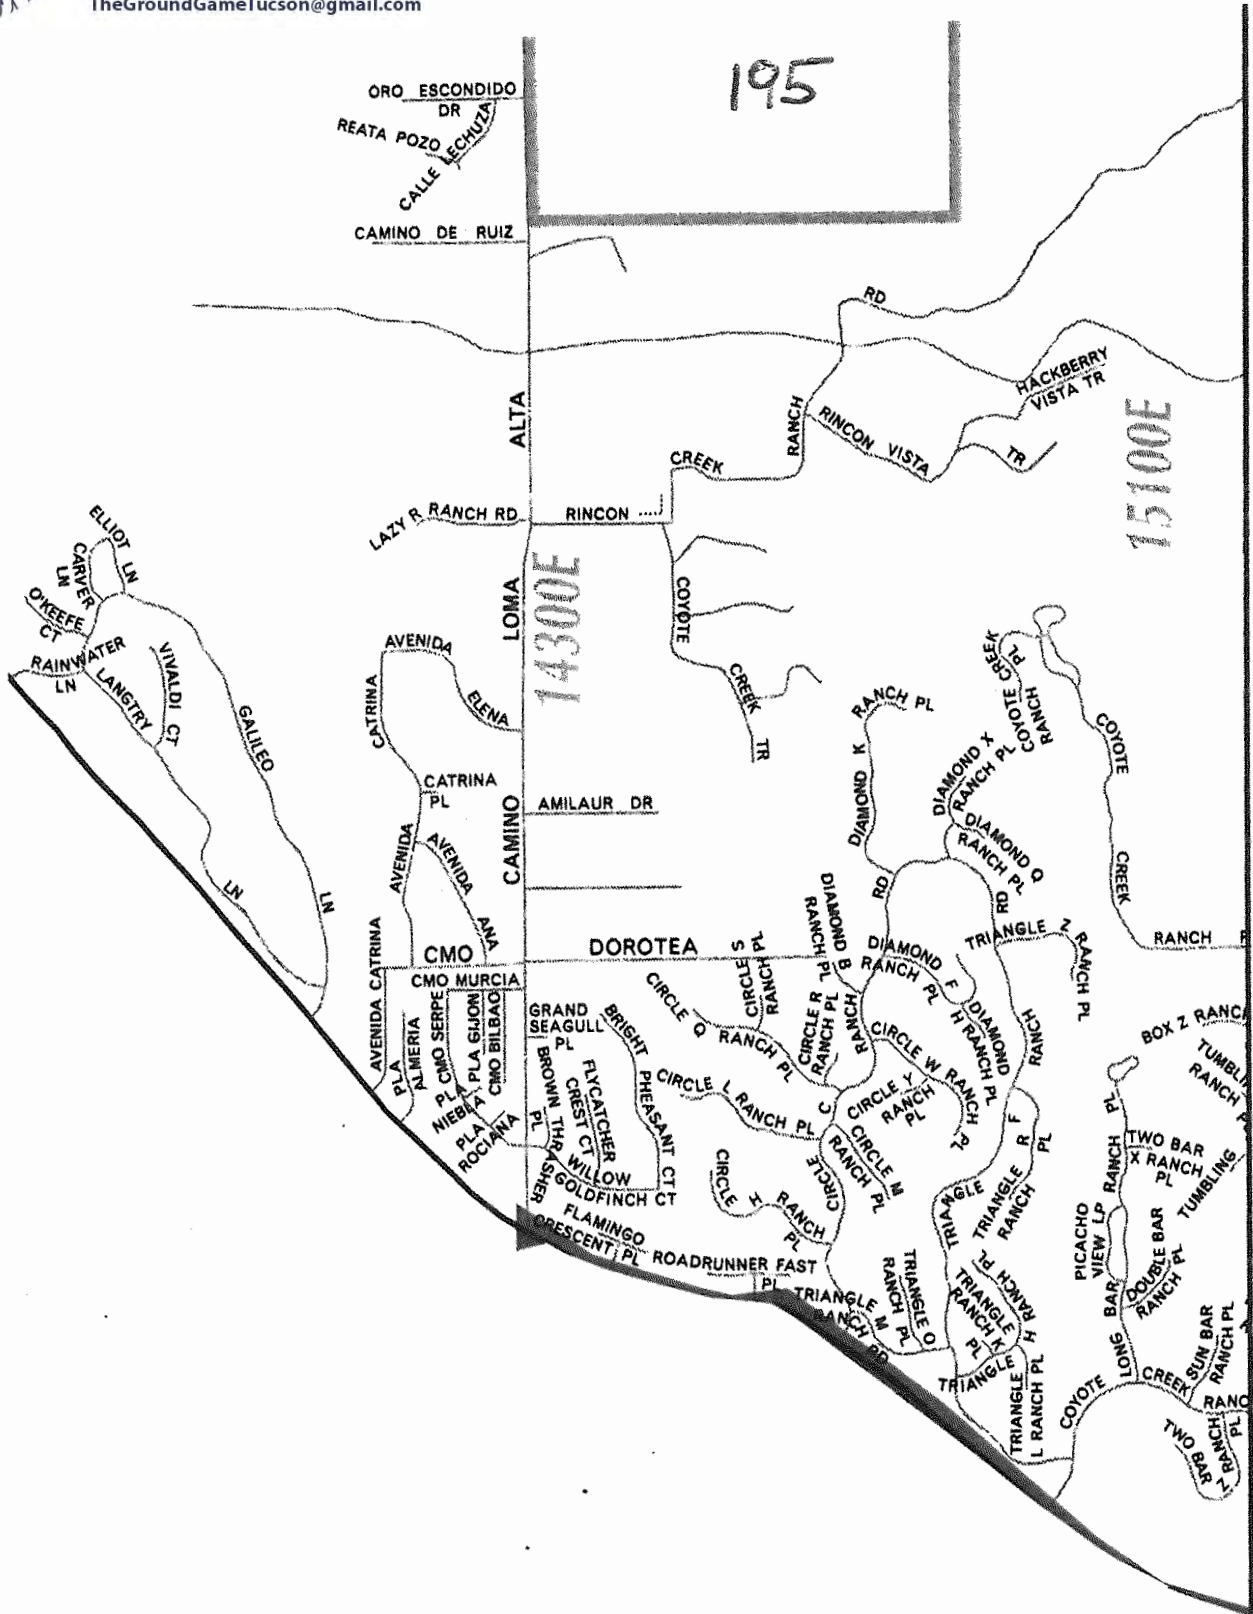 TheGroundGameTucson@gmail.com
195
ORO ESCONDIDO
DR
REATA POZO
CALLE LECHUZA
CAMINO DE RUIZ
RD
HACKBERRY
VISTA TR
ALTA
RANCH
RINCON VISTA
TR
CREEK
15100E
LAZY R RANCH RD
RINCON
ELLIOT LN
CARVER
LN
O'KEEFE
CT
RAINWATER
LN
LANGTRY
VIVALDI CT
GALILEO
LN
LN
LOMA
14300E
COYOTE
CREEK
TR
AVENIDA
ELENA
CATRINA
CATRINA
PL
AVENIDA
AVENIDA
ANA
CAMINO
AMILAUR DR
RANCH PL
DIAMOND K
COYOTE CREEK
RANCH PL
DIAMOND X
RANCH PL
DIAMOND Q
RANCH PL
COYOTE
CREEK
RANCH R
RD
RD
TRIANGLE Z RANCH PL
CMO
DOROTEA
CMO MURCIA
AVENIDA CATRINA
PLA
ALMERIA
CMO SERPE
PLA GIJON
CMO BILBAO
PLA
NIEBLA
PLA
ROCIANA
GRAND
SEAGULL
PL
BROWN THRASHER
PL
FLYCATCHER
CREST CT
BRIGHT PHEASANT CT
WILLOW
GOLDFINCH CT
FLAMINGO
CRESCENT PL
ROADRUNNER FAST
PL
CIRCLE S
RANCH PL
DIAMOND B
RANCH PL
DIAMOND F
RANCH PL
DIAMOND
H RANCH PL
CIRCLE Q RANCH PL
CIRCLE R
RANCH PL
RANCH
CIRCLE W RANCH
PL
CIRCLE Y
RANCH
PL
CIRCLE L RANCH PL
C
CIRCLE M
RANCH PL
CIRCLE
CIRCLE I RANCH
PL
RANCH
TRIANGLE
TRIANGLE R F
RANCH PL
TRIANGLE M
RANCH RD
TRIANGLE O
RANCH PL
TRIANGLE K
RANCH
PL
H RANCH PL
TRIANGLE
TRIANGLE
L RANCH PL
BOX Z RANC
TUMBLIN
RANCH P
TWO BAR
X RANCH
PL
TUMBLING
PICACHO
VIEW LP
DOUBLE BAR
RANCH PL
LONG BAR RANCH PL
SUN BAR
RANCH PL
COYOTE
CREEK
RANC
TWO BAR
Z RANCH
PL